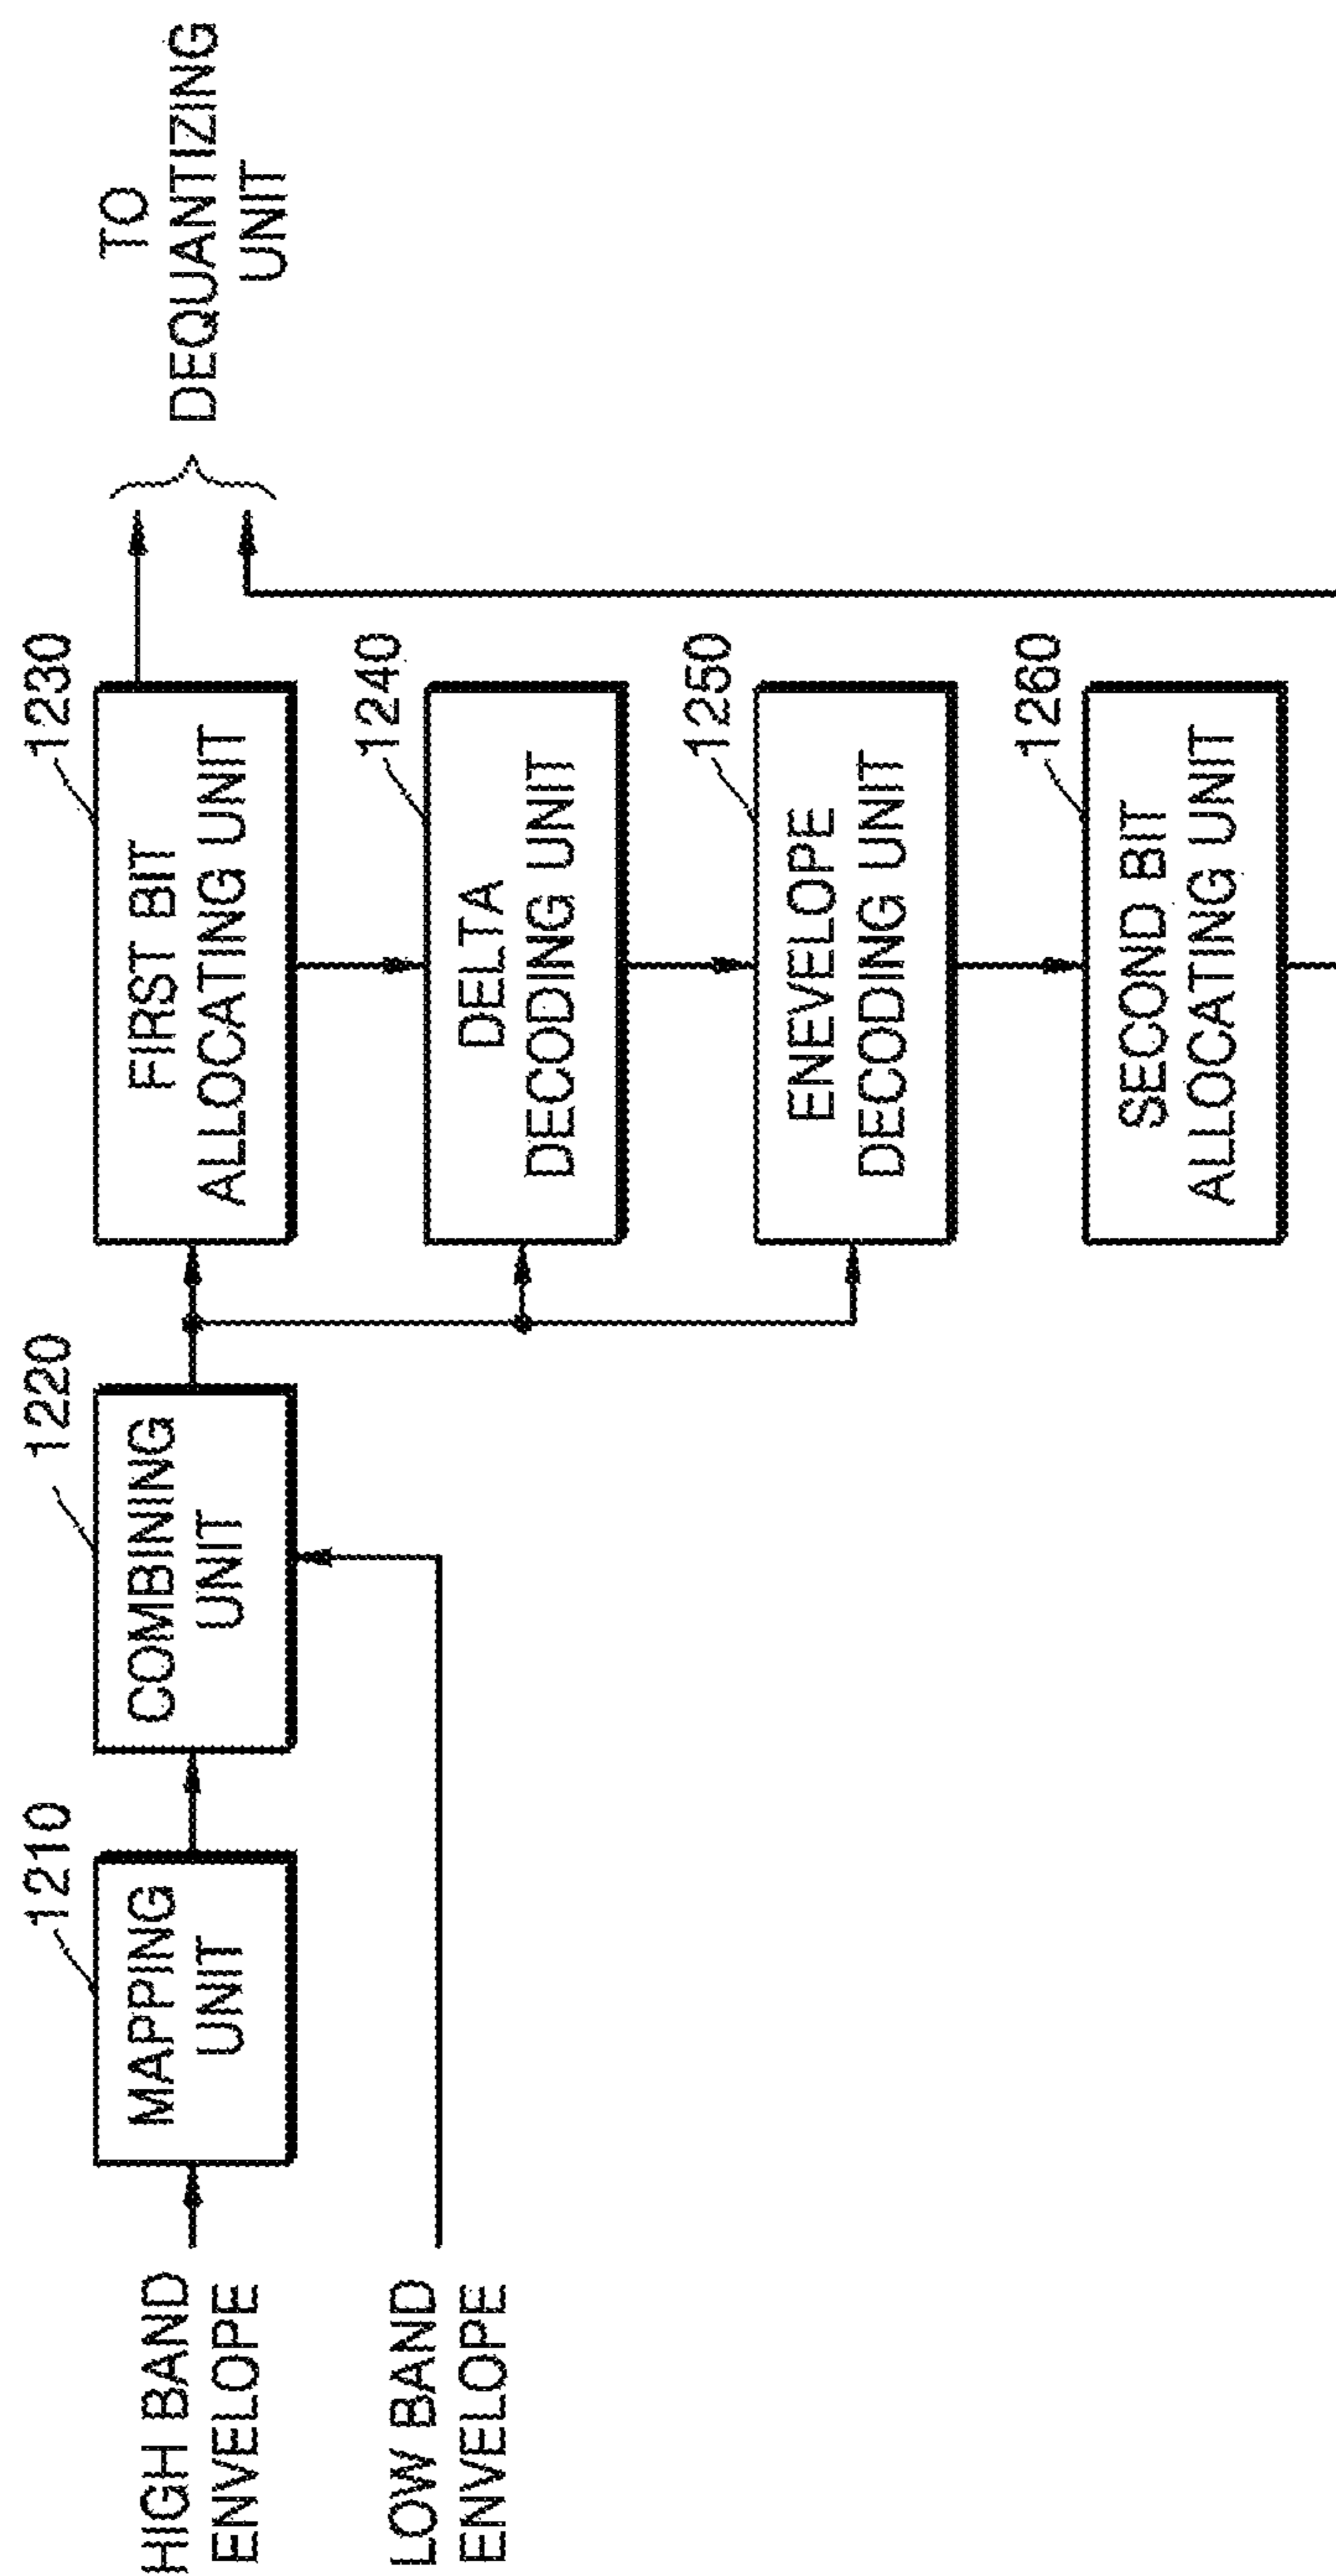 HIGH BAND
ENVELOPE
LOW BAND
ENVELOPE
1210
MAPPING
UNIT
1220
COMBINING
UNIT
1230
FIRST BIT
ALLOCATING UNIT
1240
DELTA
DECODING UNIT
1250
ENEVELOPE
DECODING UNIT
1260
SECOND BIT
ALLOCATING UNIT
TO
DEQUANTIZING
UNIT